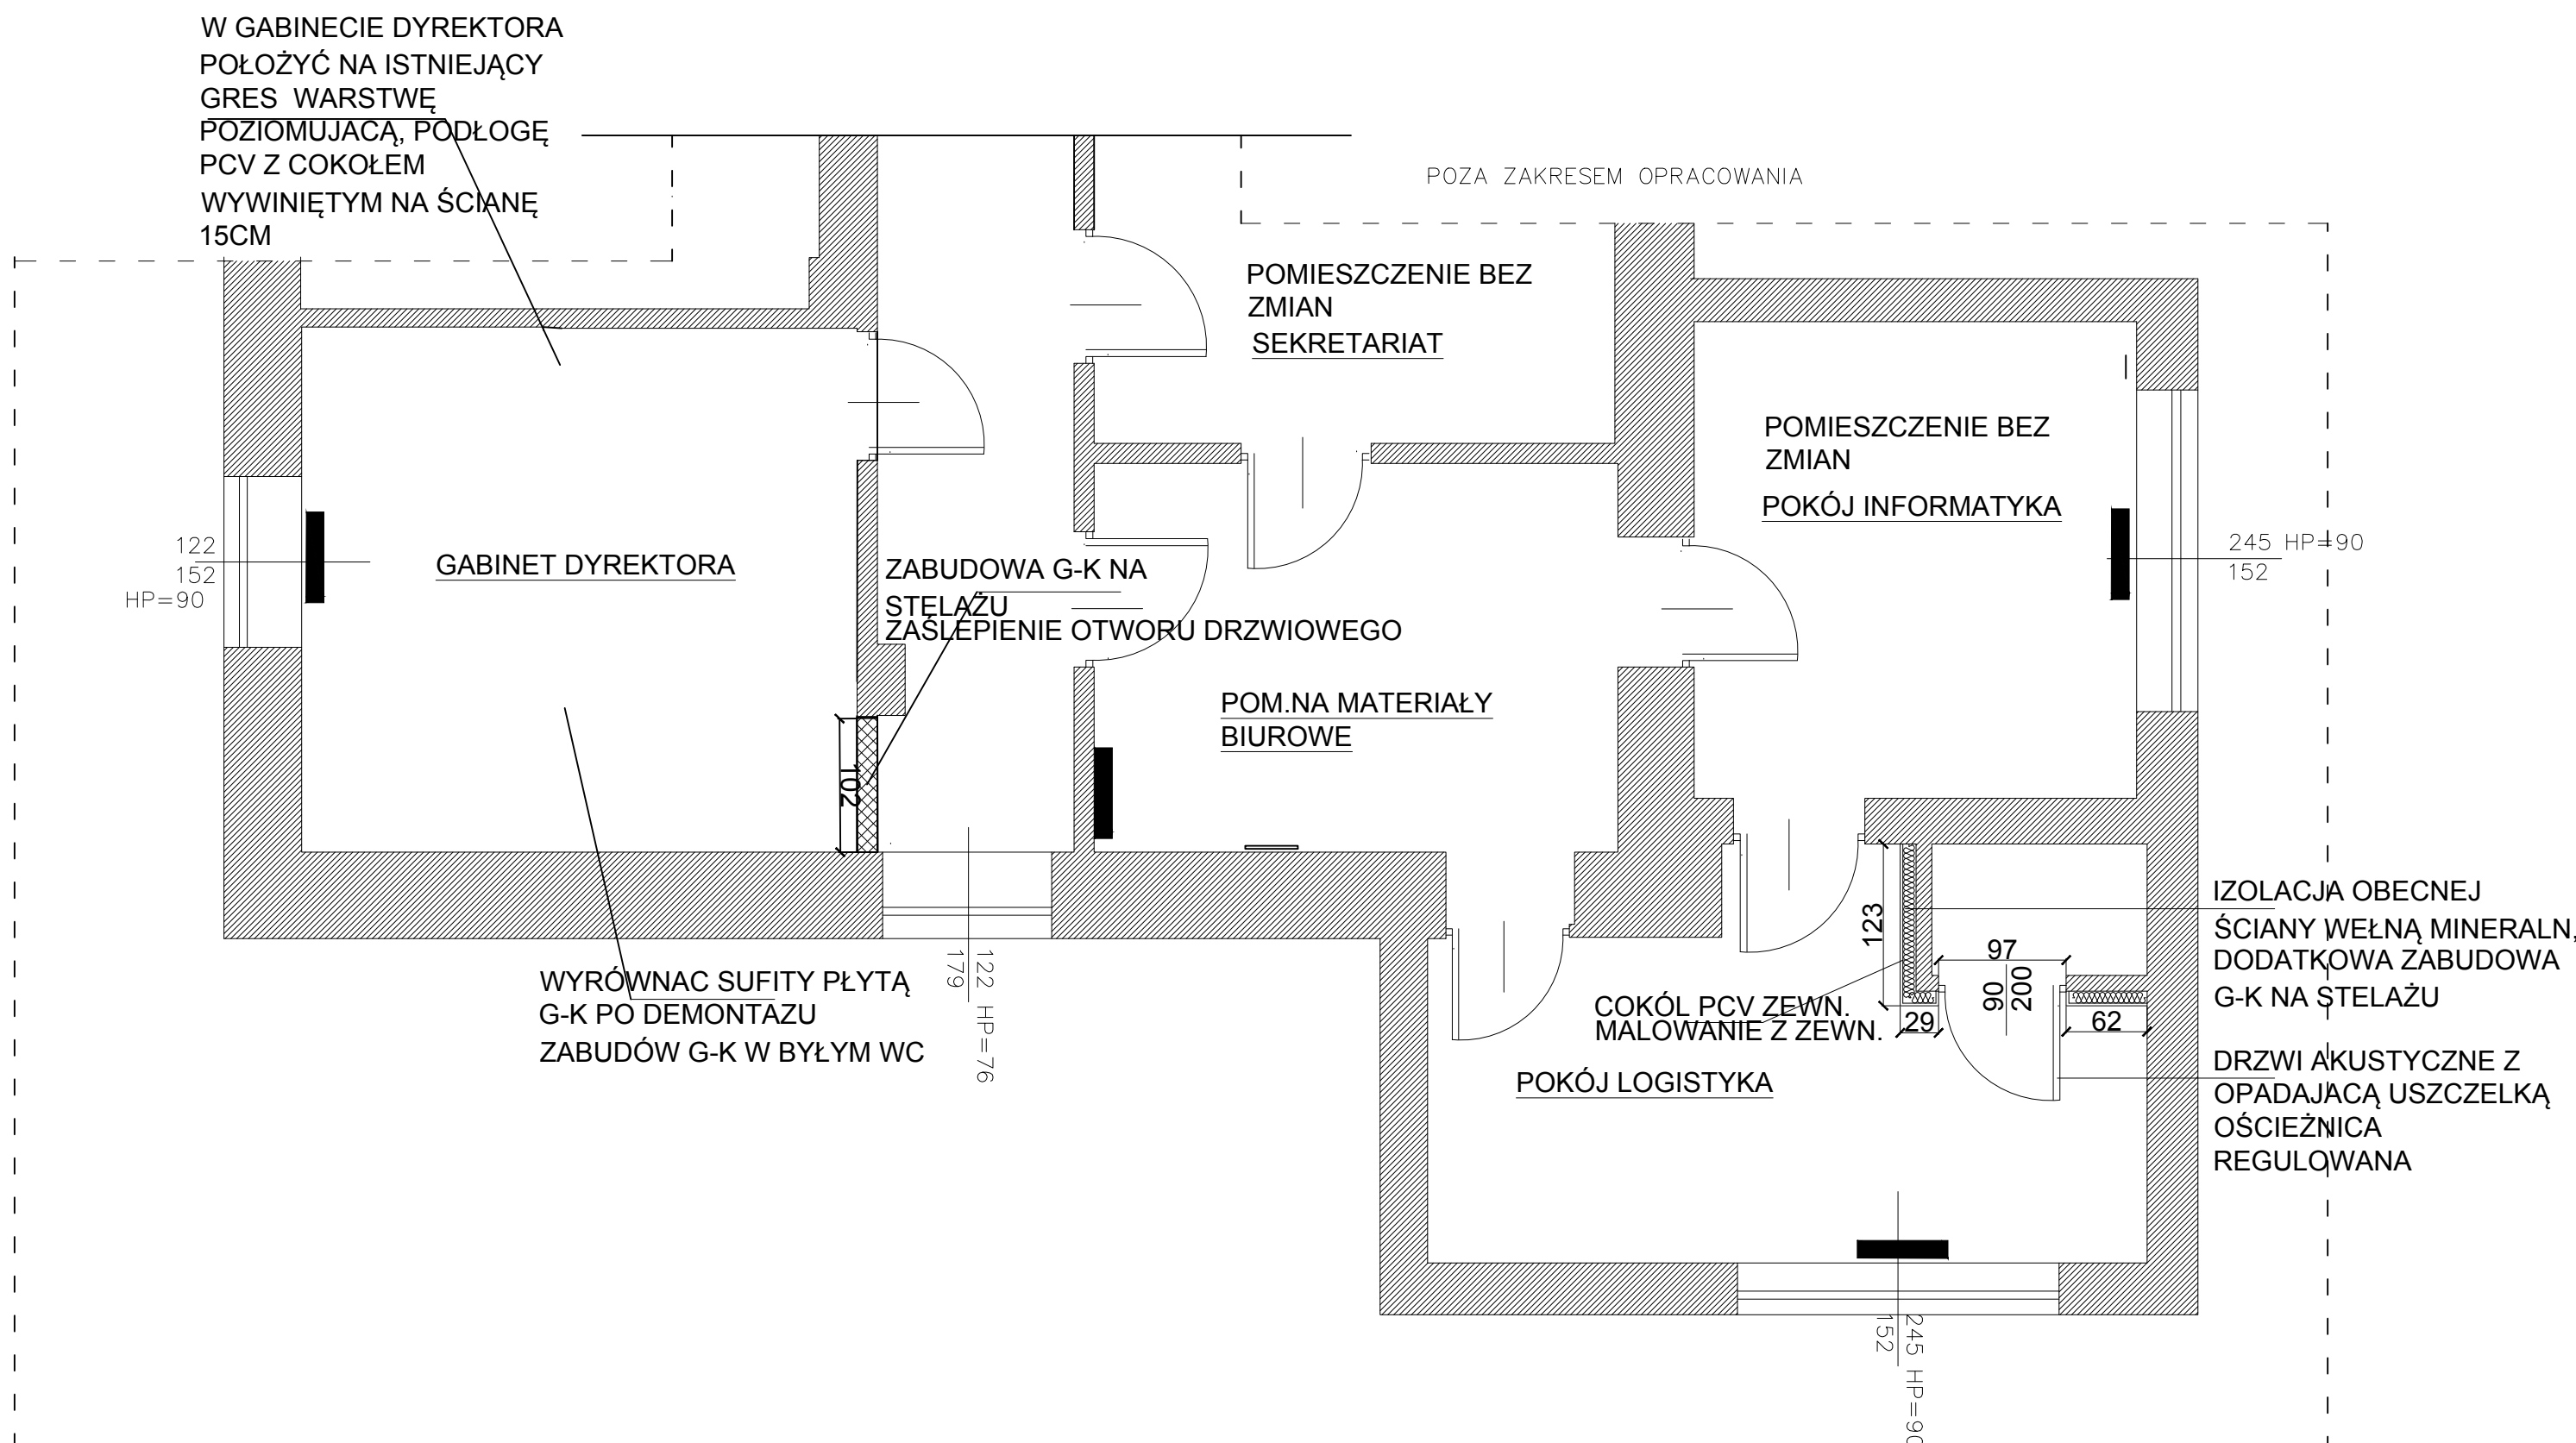 W GABINECIE DYREKTORA
POŁOŻYĆ NA ISTNIEJĄCY
GRES WARSTWĘ
POZIOMUJACĄ, PODŁOGĘ
PCV Z COKOŁEM
WYWINIĘTYM NA ŚCIANĘ
15CM
POZA ZAKRESEM OPRACOWANIA
POMIESZCZENIE BEZ
ZMIAN
SEKRETARIAT
POMIESZCZENIE BEZ
ZMIAN
POKÓJ INFORMATYKA
122
152
HP=90
GABINET DYREKTORA
ZABUDOWA G-K NA
STELAŻU
ZAŚLEPIENIE OTWORU DRZWIOWEGO
245 HP=90
152
POM.NA MATERIAŁY
BIUROWE
102
IZOLACJA OBECNEJ
ŚCIANY WEŁNĄ MINERALN,
DODATKOWA ZABUDOWA
G-K NA STELAŻU
123
97
90
200
29
62
WYRÓWNAC SUFITY PŁYTĄ
G-K PO DEMONTAZU
ZABUDÓW G-K W BYŁYM WC
122 HP=76
179
COKÓL PCV ZEWN.
MALOWANIE Z ZEWN.
POKÓJ LOGISTYKA
DRZWI AKUSTYCZNE Z
OPADAJACĄ USZCZELKĄ
OŚCIEŻNICA
REGULOWANA
245 HP=90
152